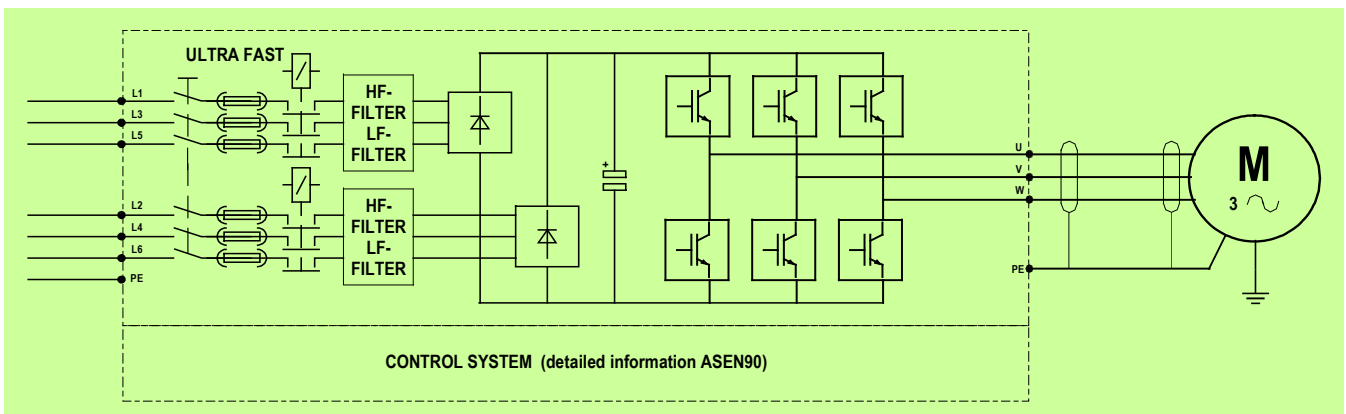 ULTRA FAST
L1
L3
L5
HF-
FILTER
LF-
FILTER
L2
L4
L6
PE
HF-
FILTER
LF-
FILTER
+
U
V
W
PE
M
3
CONTROL SYSTEM (detailed information ASEN90)